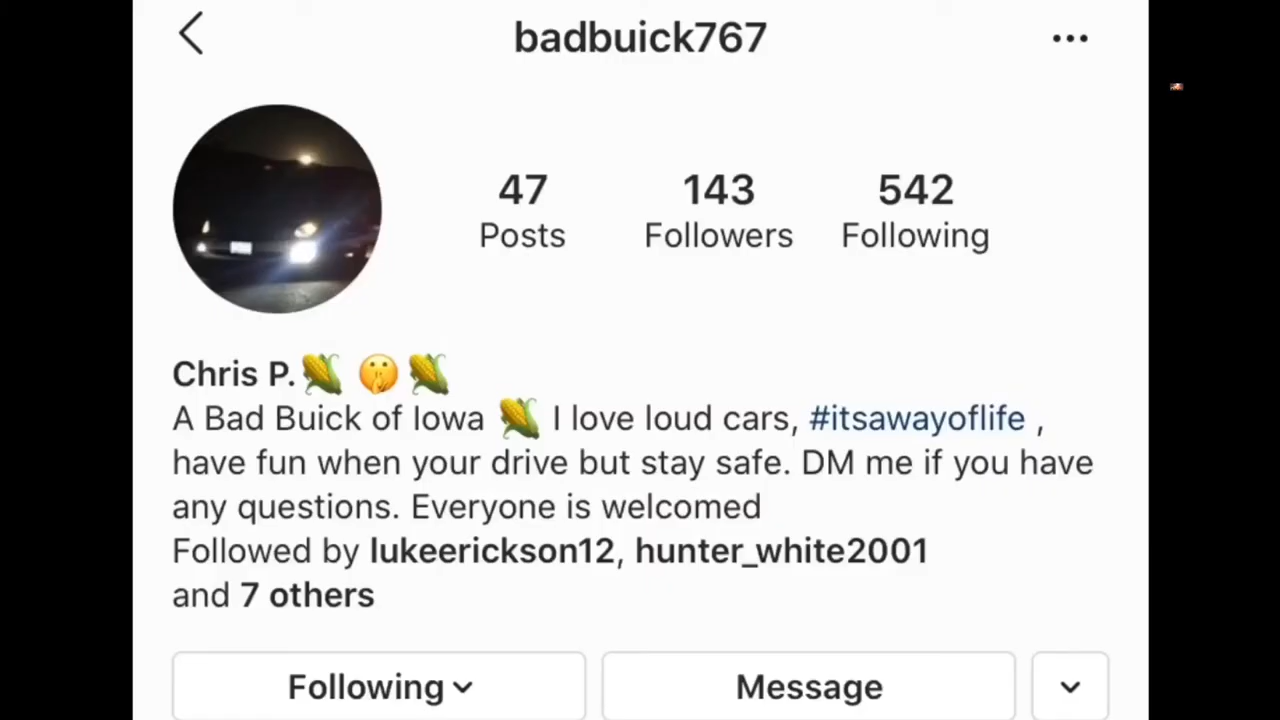 badbuick767
47 143 542
Posts Followers Following
Chris P.🌽 🤫 🌽
A Bad Buick of Iowa 🌽 I love loud cars, #itsawayoflife ,
have fun when your drive but stay safe. DM me if you have
any questions. Everyone is welcomed
Followed by lukeerickson12, hunter_white2001
and 7 others
Following Message